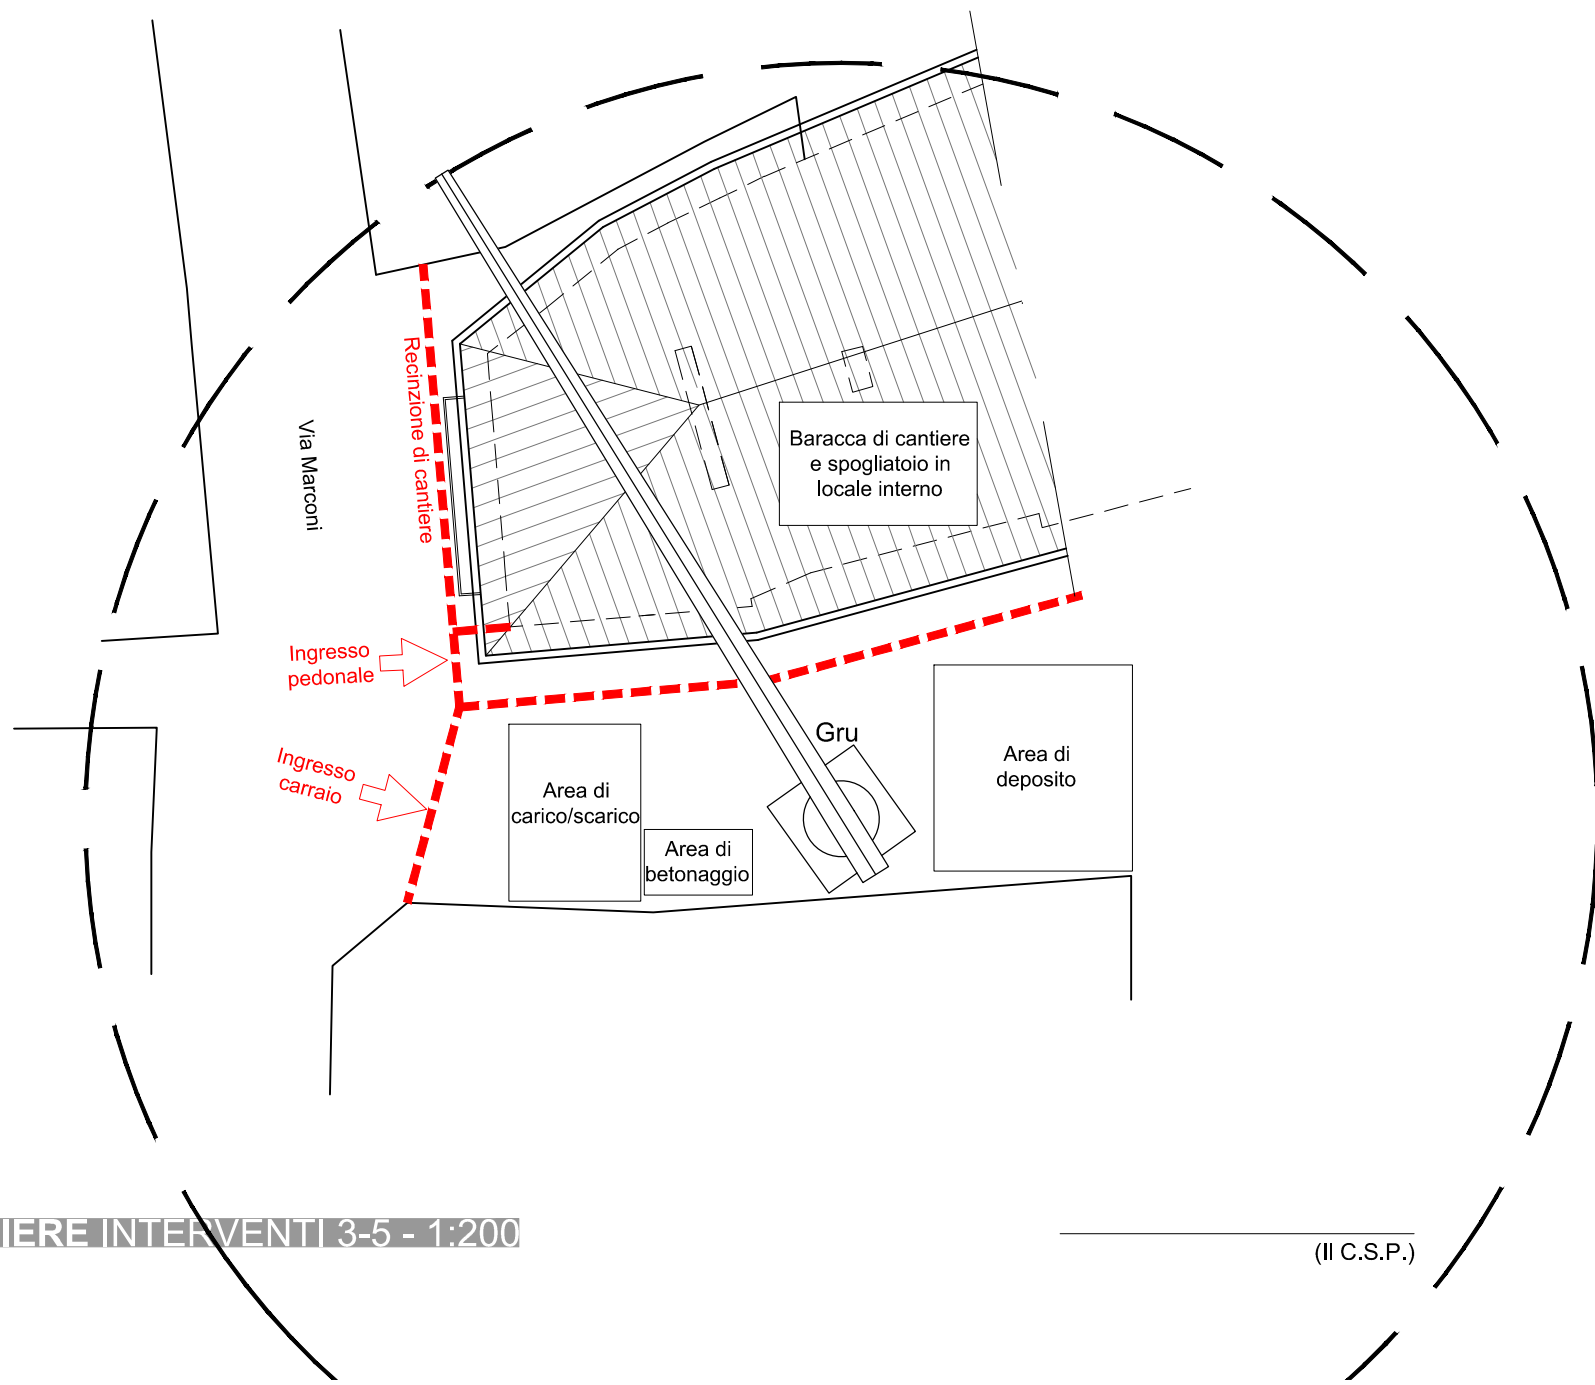 Recinzione di cantiere
Via Marconi
Baracca di cantiere
e spogliatoio in
locale interno
Ingresso
pedonale
Ingresso
carraio
Gru
Area di
carico/scarico
Area di
betonaggio
Area di
deposito
IERE INTERVENTI 3-5 - 1:200
(Il C.S.P.)